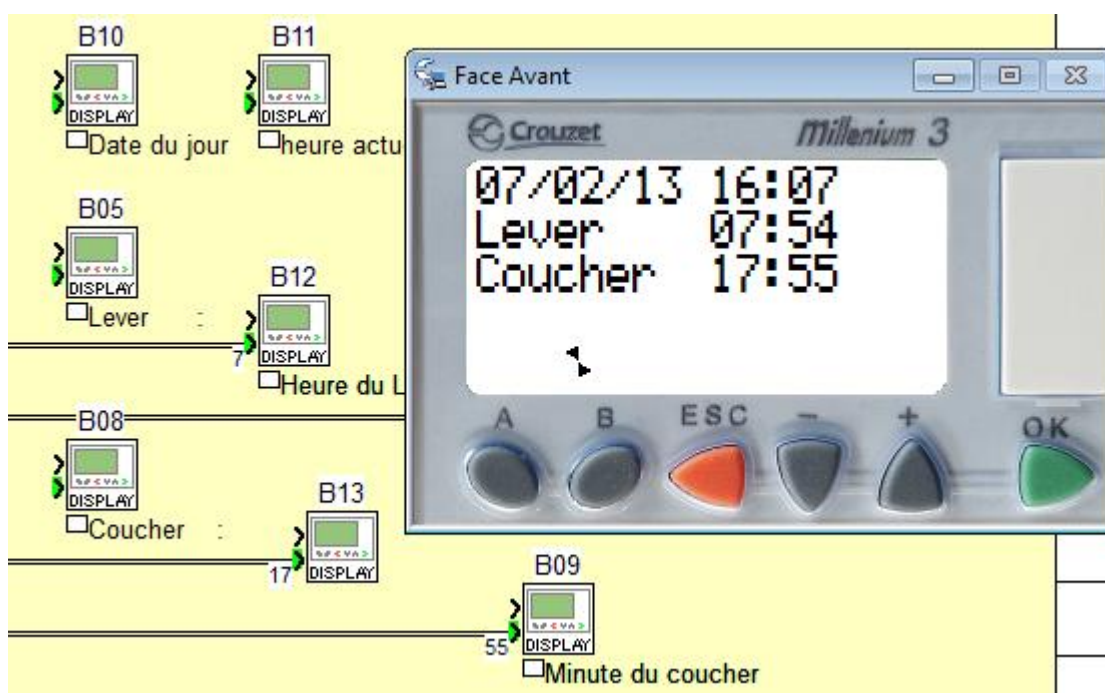 B10
B11
DISPLAY
DISPLAY
Date du jour
heure actu
B05
DISPLAY
Lever :
B12
7
DISPLAY
Heure du L
B08
DISPLAY
Coucher :
B13
17
DISPLAY
B09
55
DISPLAY
Minute du coucher
Face Avant
Crouzet
Millenium 3
07/02/13 16:07
Lever 07:54
Coucher 17:55
A B ESC - + OK